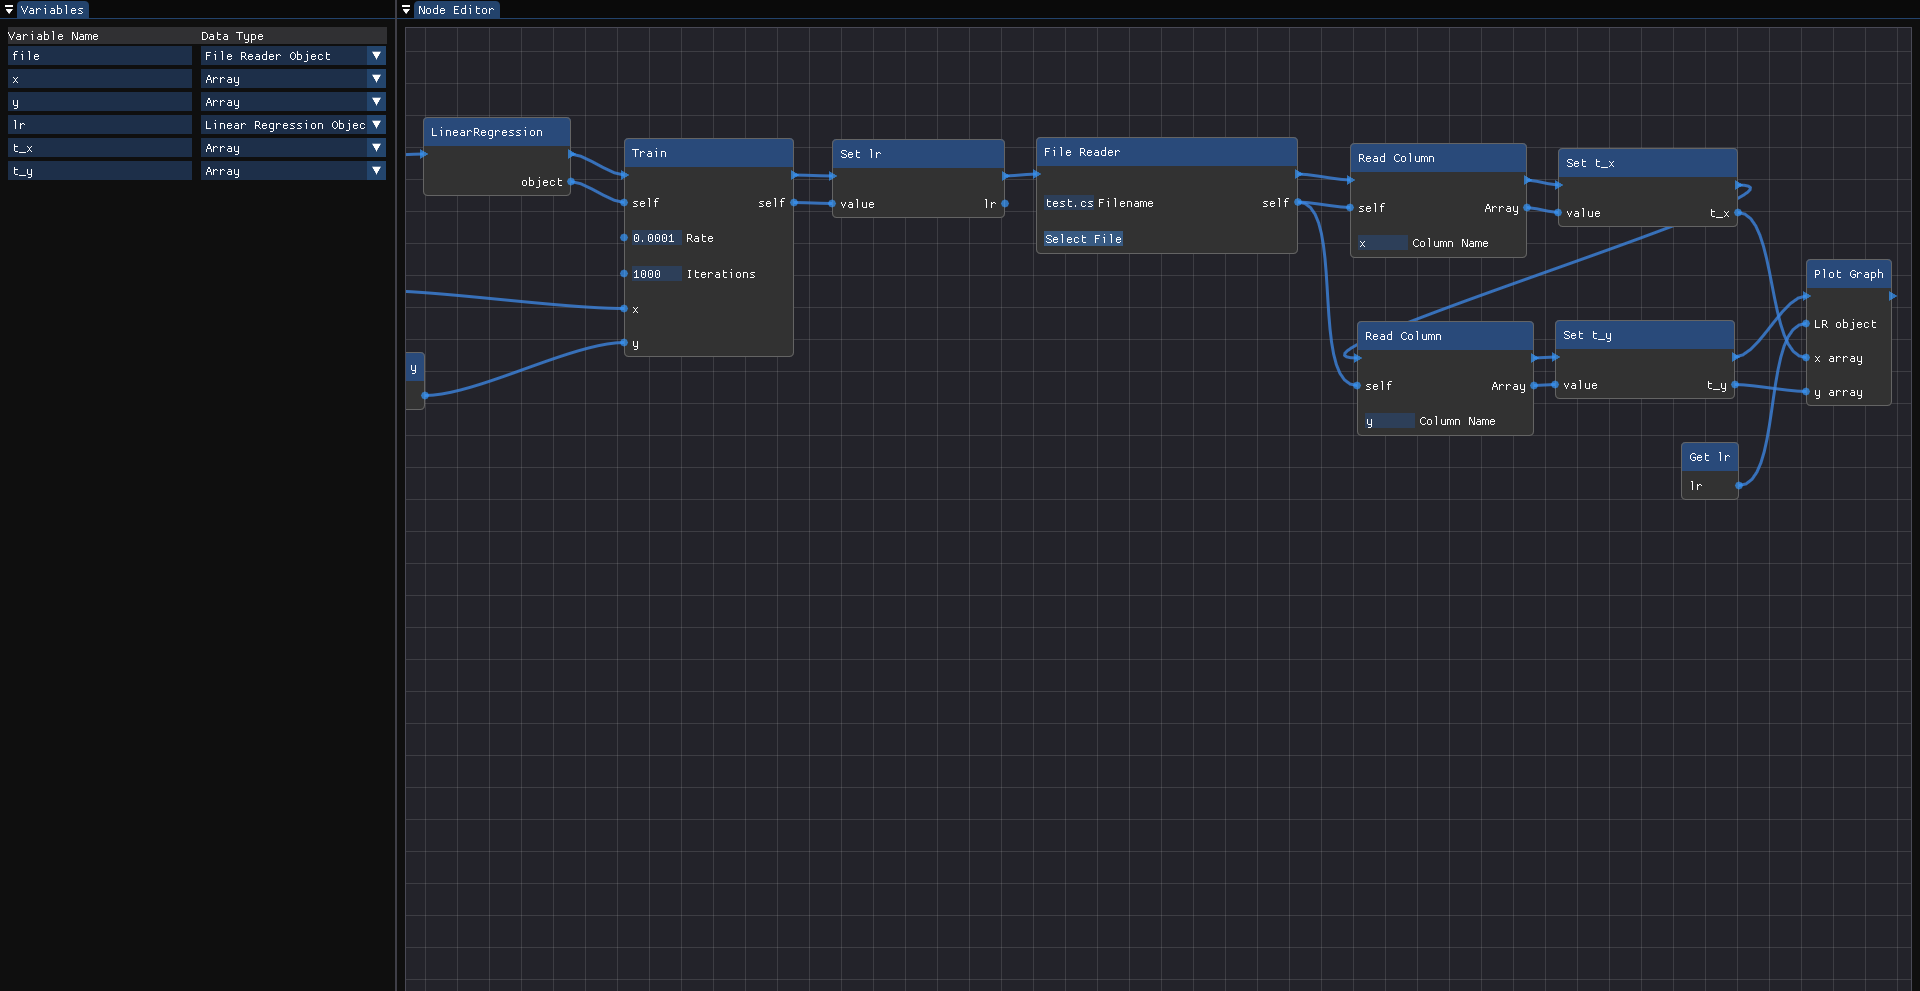 Variables
Variable Name Data Type
file File Reader Object
x Array
y Array
lr Linear Regression Objec
t_x Array
t_y Array
Node Editor
LinearRegression
object
Train
self self
0.0001 Rate
1000 Iterations
x
y
y
Set lr
value lr
File Reader
test.cs Filename self
Select File
Read Column
self Array
x Column Name
Set t_x
value t_x
Read Column
self Array
y Column Name
Set t_y
value t_y
Plot Graph
LR object
x array
y array
Get lr
lr